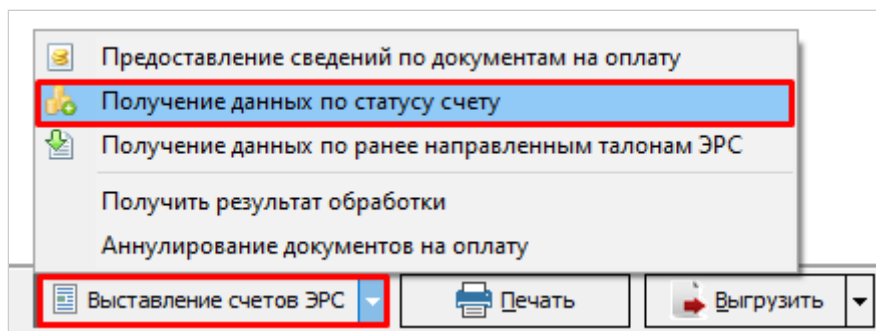 Предоставление сведений по документам на оплату
Получение данных по статусу счету
Получение данных по ранее направленным талонам ЭРС
Получить результат обработки
Аннулирование документов на оплату
Выставление счетов ЭРС Печать Выгрузить